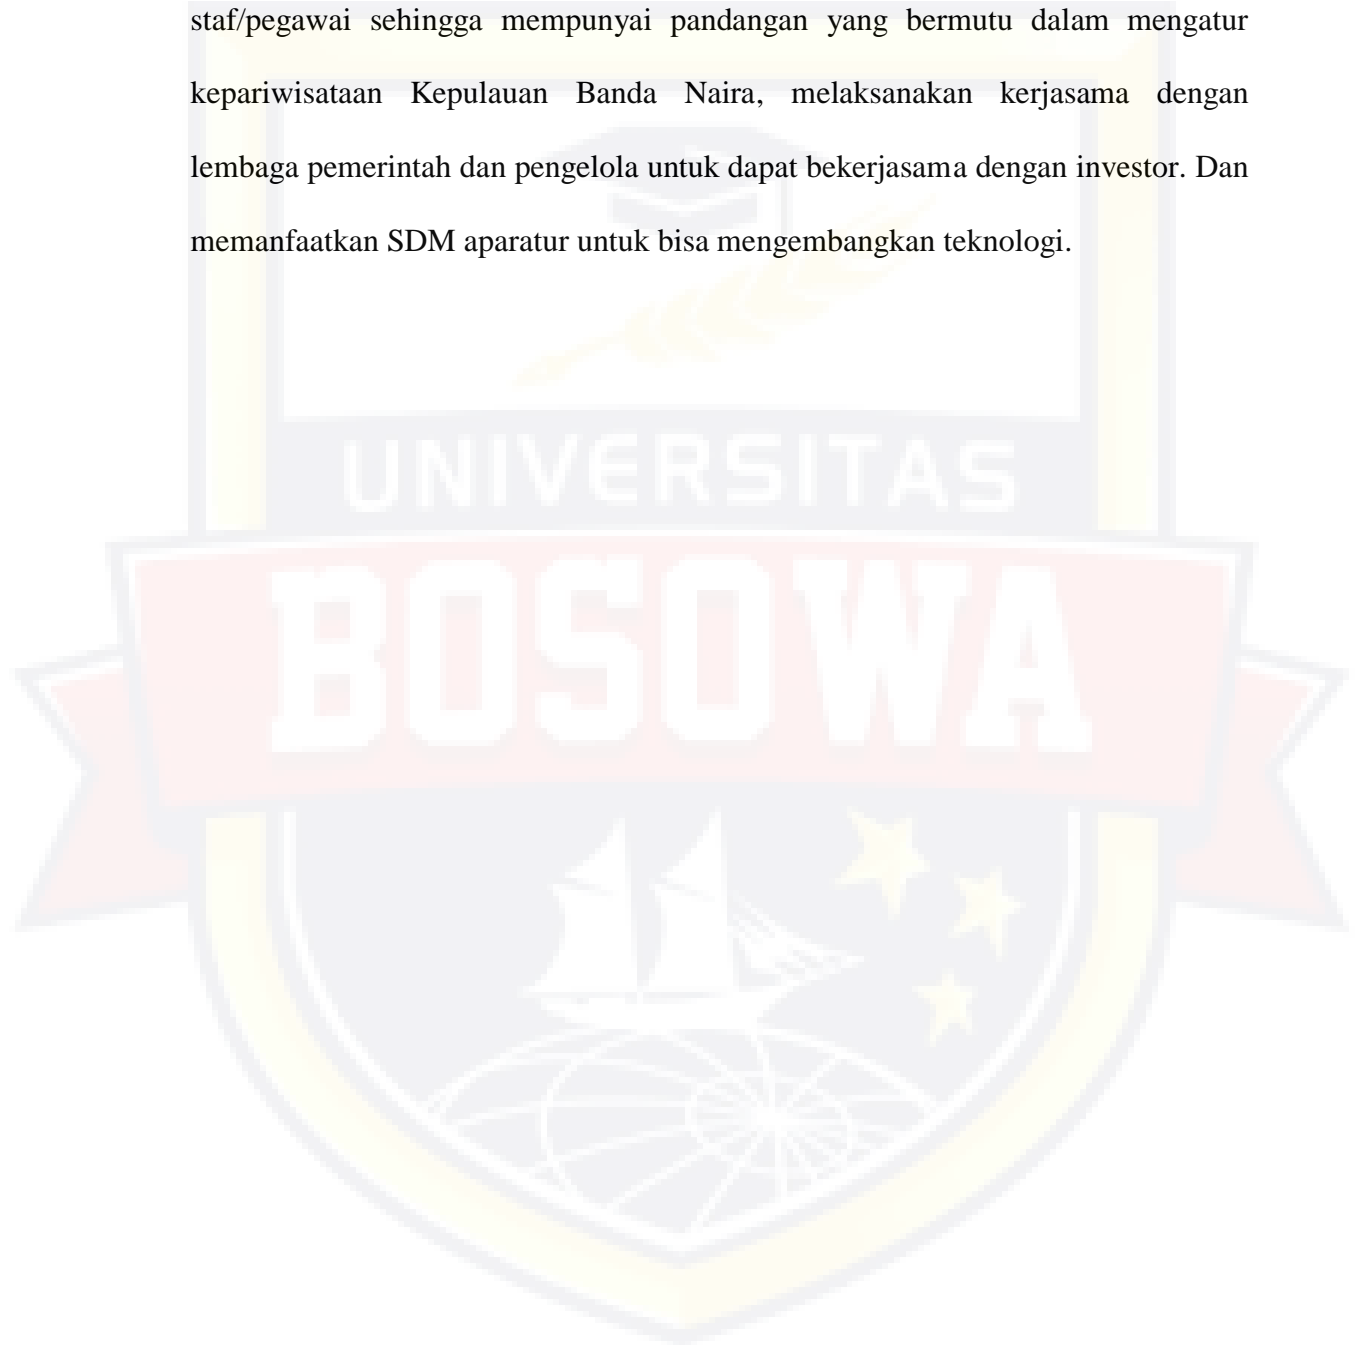 staf/pegawai sehingga mempunyai pandangan yang bermutu dalam mengatur
kepariwisataan Kepulauan Banda Naira, melaksanakan kerjasama dengan
lembaga pemerintah dan pengelola untuk dapat bekerjasama dengan investor. Dan
memanfaatkan SDM aparatur untuk bisa mengembangkan teknologi.
UNIVERSITAS
BOSOWA